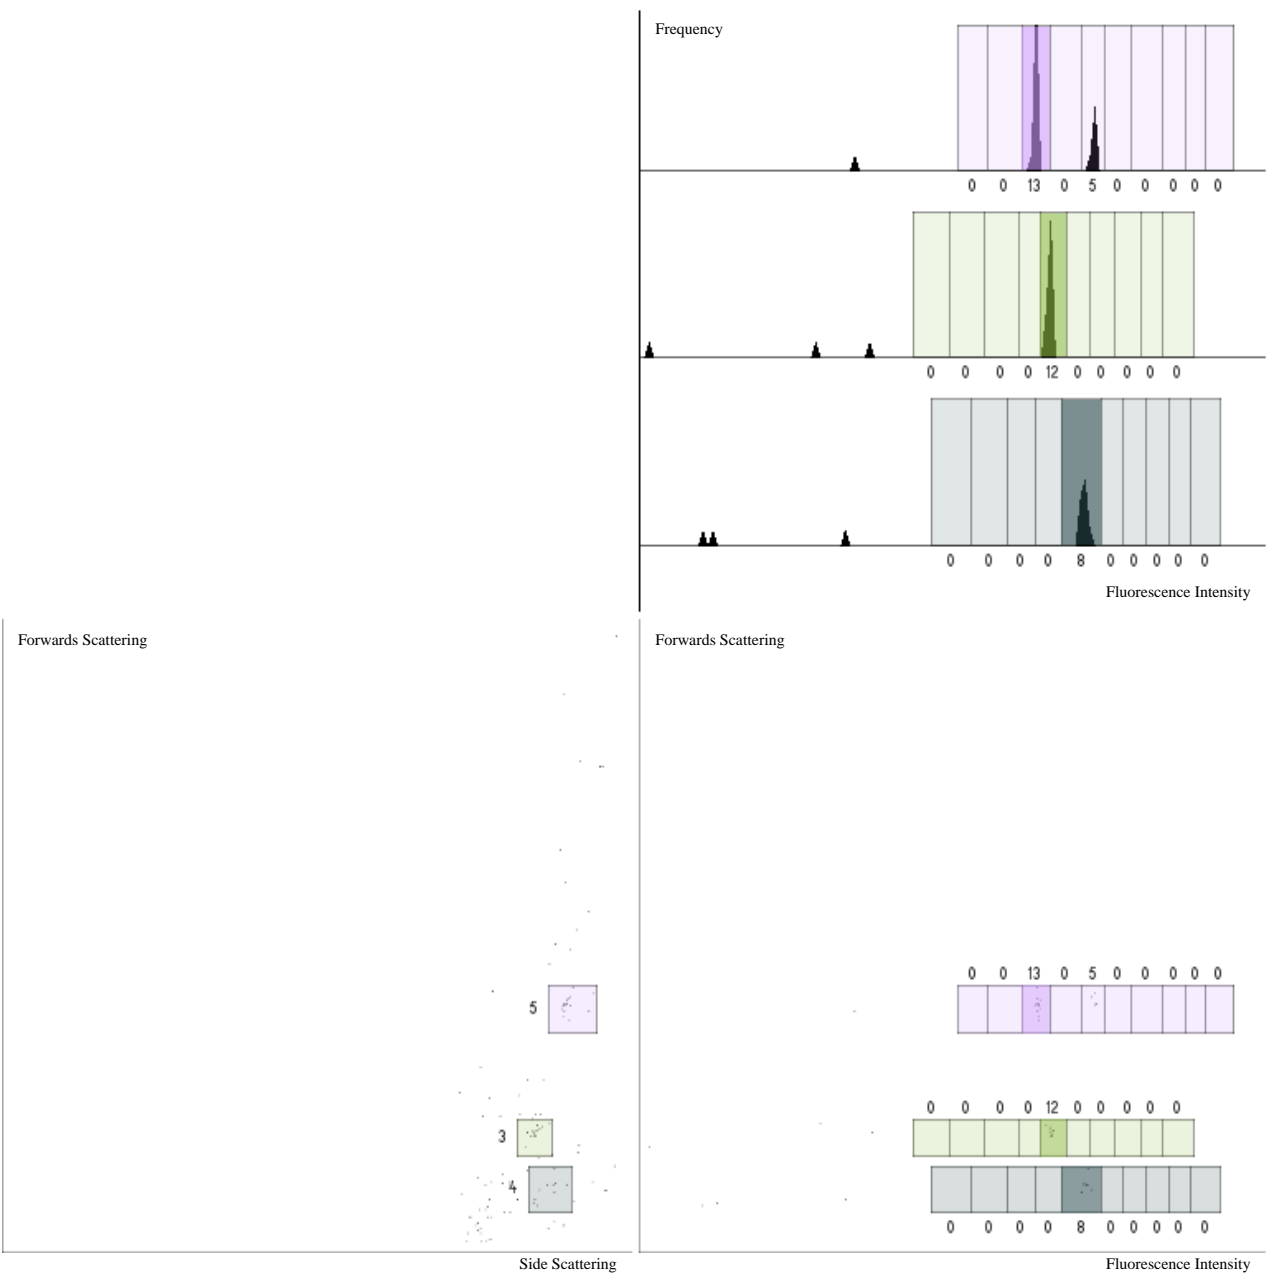 Frequency
0 0 13 0 5 0 0 0 0 0
0 0 0 0 12 0 0 0 0 0
0 0 0 0 8 0 0 0 0 0
Fluorescence Intensity
Forwards Scattering
5
3
4
Side Scattering
Forwards Scattering
0 0 13 0 5 0 0 0 0 0
0 0 0 0 12 0 0 0 0 0
0 0 0 0 8 0 0 0 0 0
Fluorescence Intensity